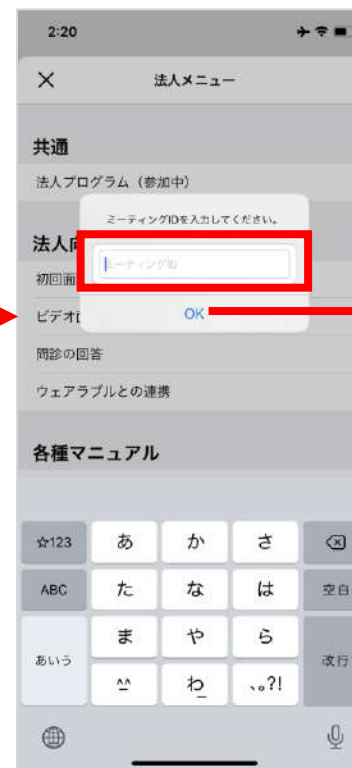 2:20
法人メニュー
共通
法人プログラム（参加中）
ミーティングIDを入力してください。
法人向
ミーティングID
初回面
ビデオ
OK
問診の回答
ウェアラブルとの連携
各種マニュアル
☆123 あ か さ
ABC た な は 空白
あいう ま や ら 改行
^^ わ_ 、。?!